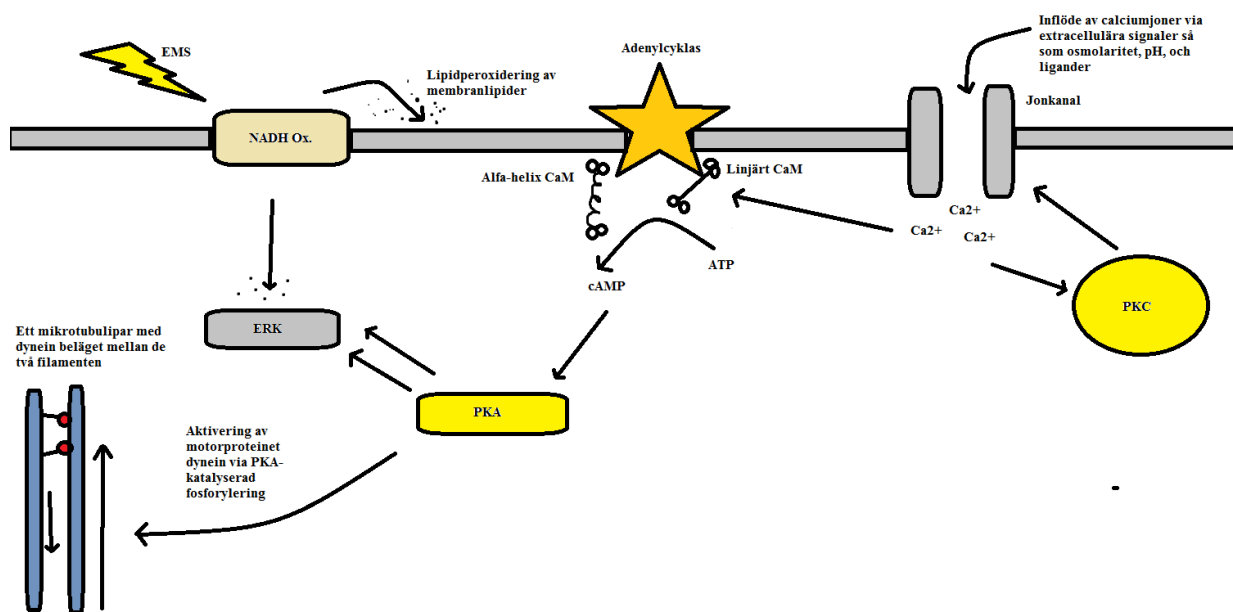 EMS
NADH Ox.
Lipidperoxidering av
membranlipider
Adenylcyklas
Inflöde av calciumjoner via
extracellulära signaler så
som osmolaritet, pH, och
ligander
Jonkanal
Alfa-helix CaM
Linjärt CaM
Ca2+
Ca2+
Ca2+
ATP
cAMP
PKC
ERK
PKA
Ett mikrotubulipar med
dynein beläget mellan de
två filamenten
Aktivering av
motorproteinet
dynein via PKA-
katalyserad
fosforylering